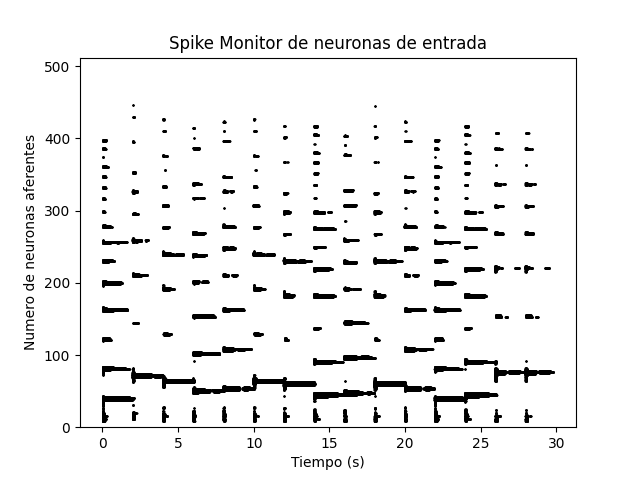 Spike Monitor de neuronas de entrada
Numero de neuronas aferentes
500
400
300
200
100
0
0 5 10 15 20 25 30
Tiempo (s)